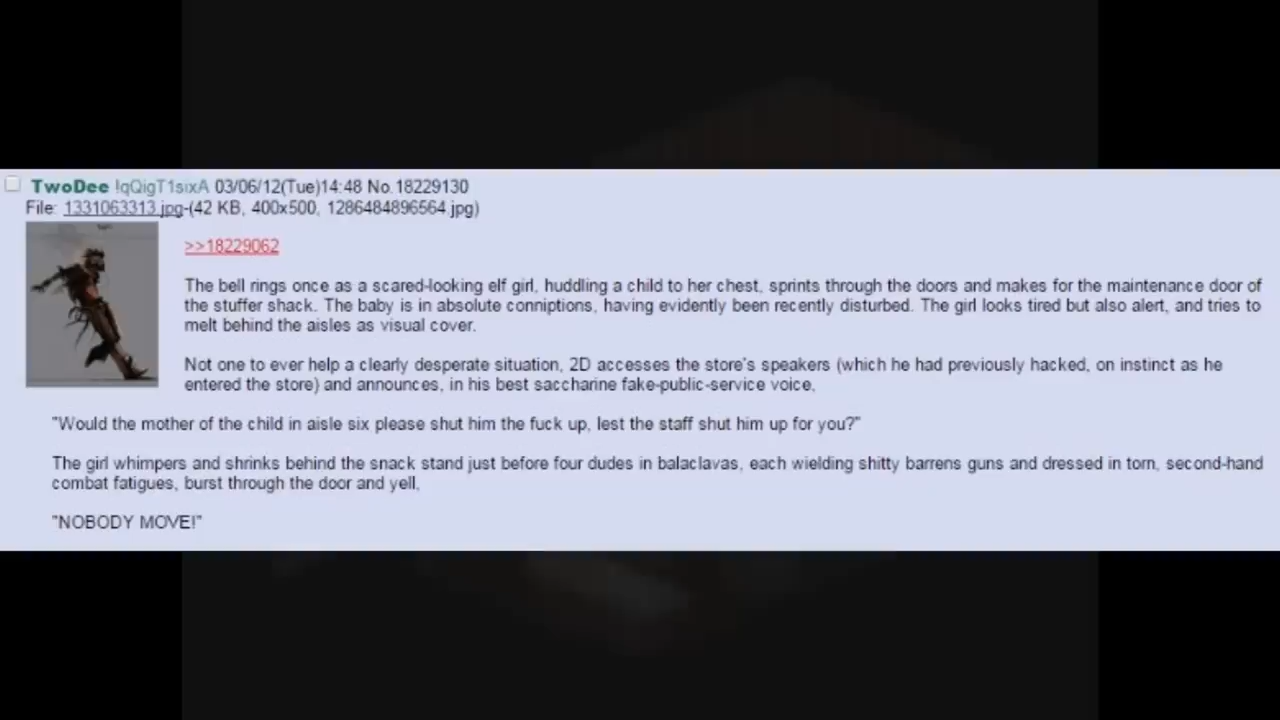 TwoDee !qQigT1sixA 03/06/12(Tue)14:48 No.18229130
File: 1331063313.jpg-(42 KB, 400x500, 1286484896564.jpg)
>>18229062
The bell rings once as a scared-looking elf girl, huddling a child to her chest, sprints through the doors and makes for the maintenance door of
the stuffer shack. The baby is in absolute conniptions, having evidently been recently disturbed. The girl looks tired but also alert, and tries to
melt behind the aisles as visual cover.
Not one to ever help a clearly desperate situation, 2D accesses the store's speakers (which he had previously hacked, on instinct as he
entered the store) and announces, in his best saccharine fake-public-service voice,
"Would the mother of the child in aisle six please shut him the fuck up, lest the staff shut him up for you?"
The girl whimpers and shrinks behind the snack stand just before four dudes in balaclavas, each wielding shitty barrens guns and dressed in torn, second-hand
combat fatigues, burst through the door and yell,
"NOBODY MOVE!"